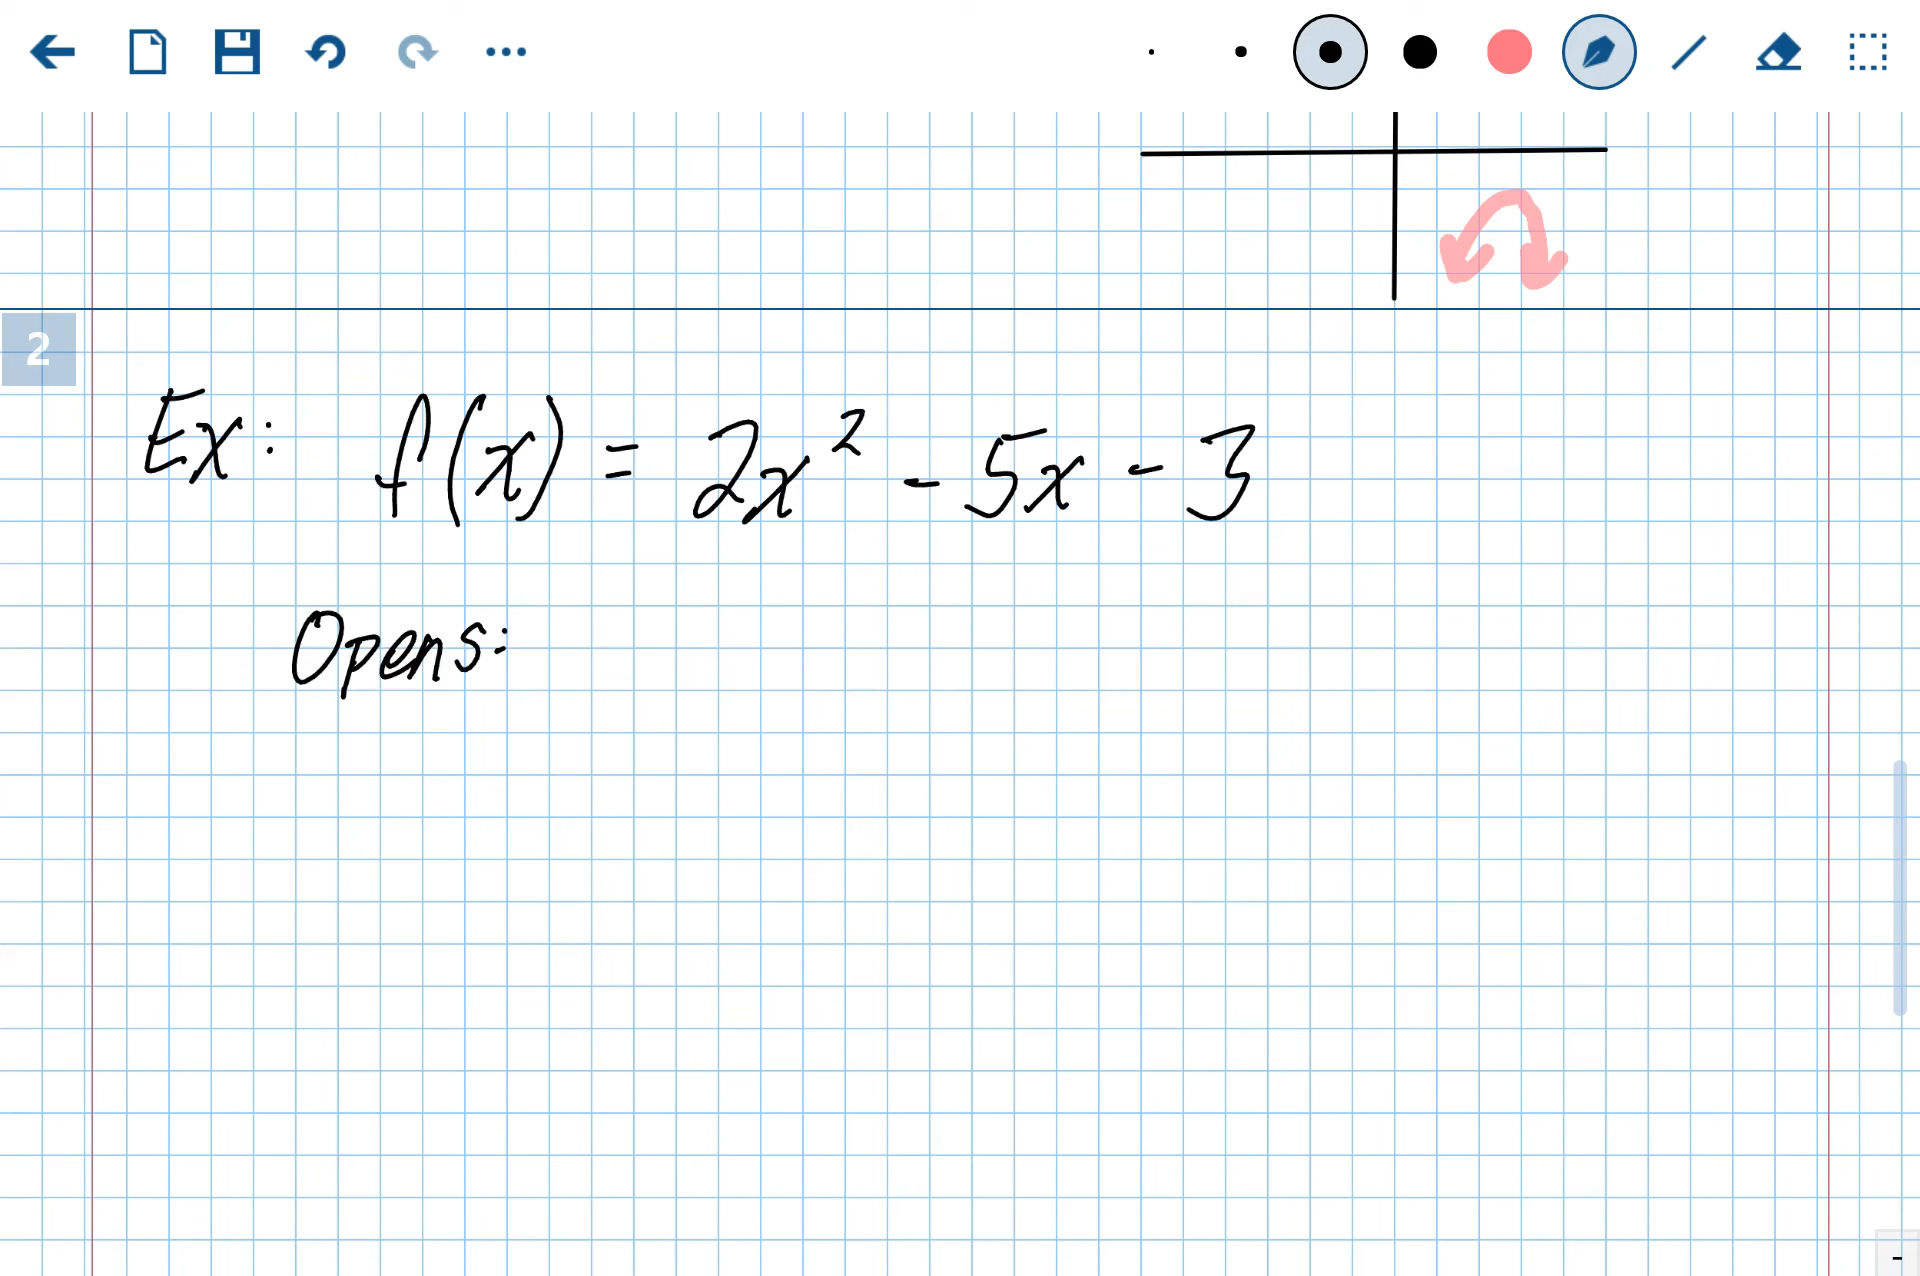 2
Ex: f(x) = 2x² - 5x - 3
Opens: